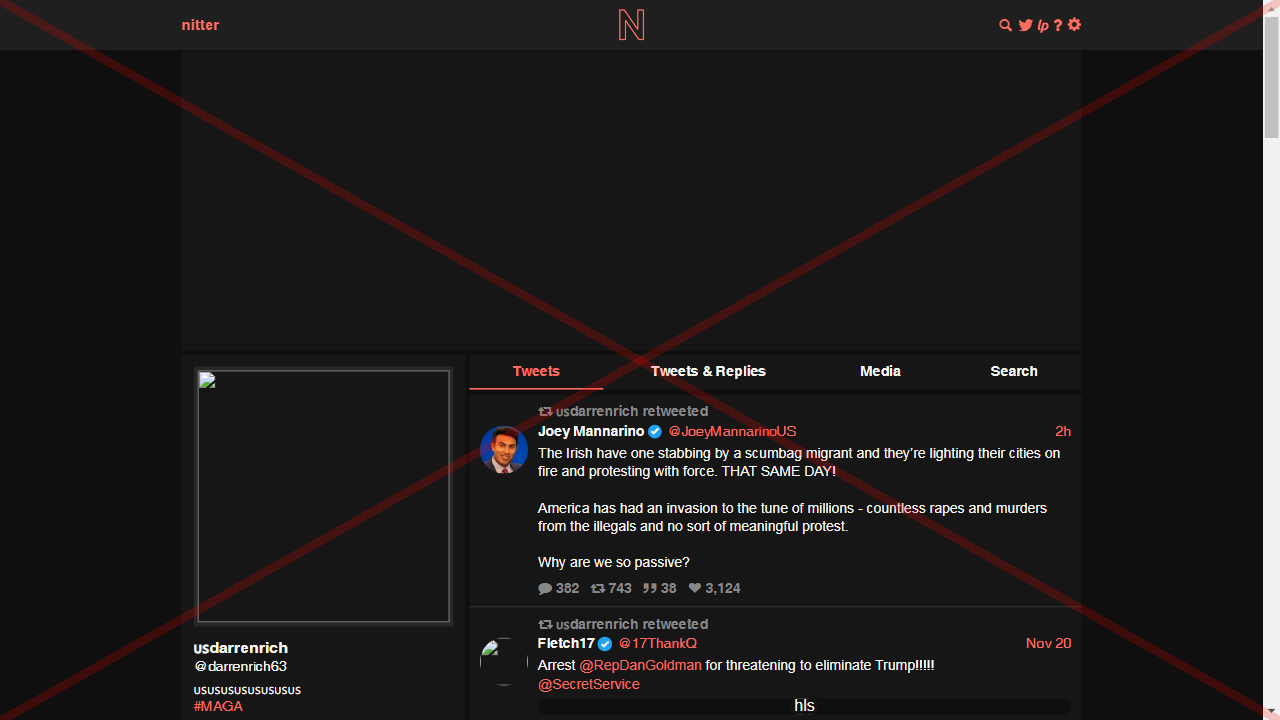 nitter
N
lp ?
Tweets
Tweets & Replies
Media
Search
USdarrenrich retweeted
Joey Mannarino @JoeyMannarinoUS 2h
The Irish have one stabbing by a scumbag migrant and they're lighting their cities on
fire and protesting with force. THAT SAME DAY!
America has had an invasion to the tune of millions - countless rapes and murders
from the illegals and no sort of meaningful protest.
Why are we so passive?
382 743 38 3,124
USdarrenrich retweeted
Fletch17 @17ThankQ Nov 20
Arrest @RepDanGoldman for threatening to eliminate Trump!!!!!
@SecretService
hls
USdarrenrich
@darrenrich63
USUSUSUSUSUSUSUS
#MAGA